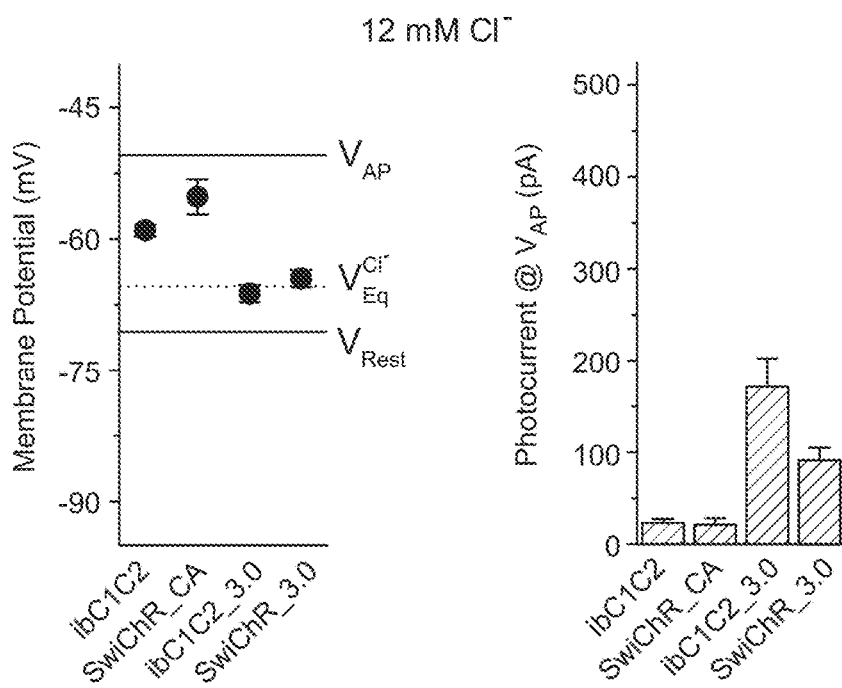 12 mM Cl⁻
Membrane Potential (mV)
-45
-60
-75
-90
V_AP
V_Eq^Cl⁻
V_Rest
ibC1C2
SwiChR_CA
ibC1C2_3.0
SwiChR_3.0
Photocurrent @ V_AP (pA)
500
400
300
200
100
0
ibC1C2
SwiChR_CA
ibC1C2_3.0
SwiChR_3.0